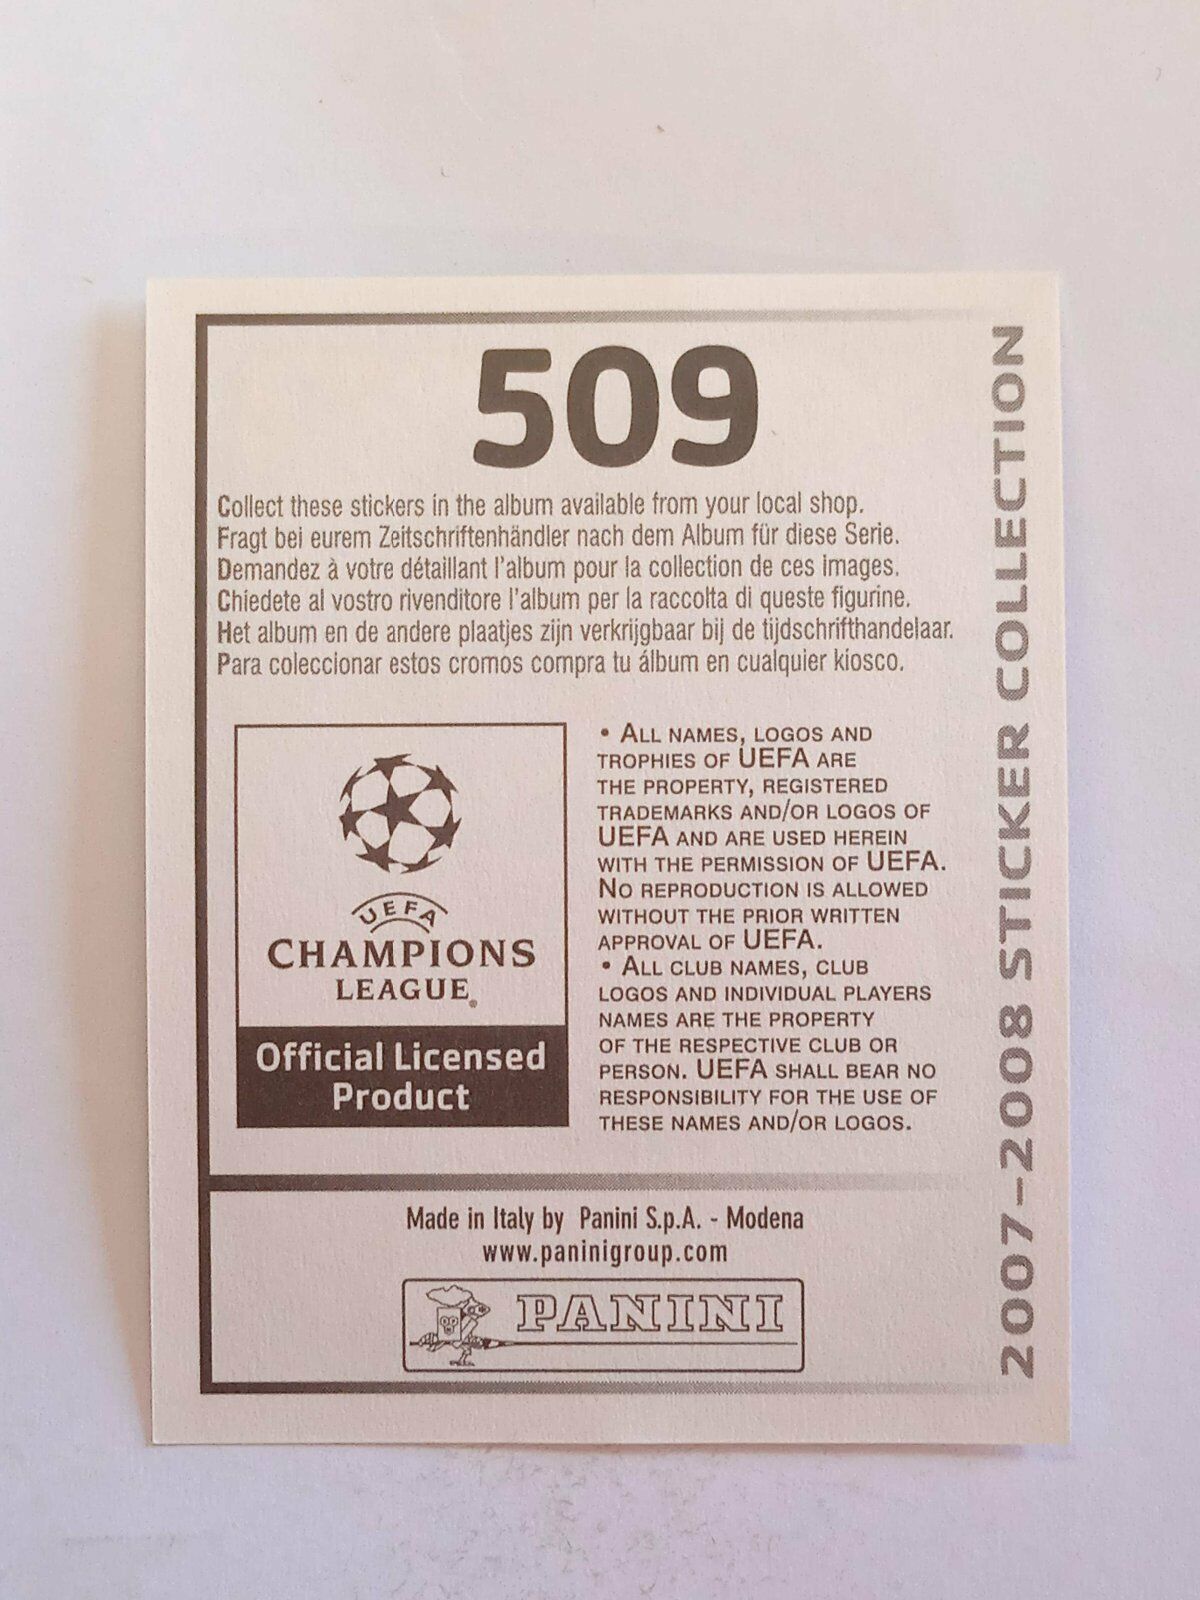 509
Collect these stickers in the album available from your local shop.
Fragt bei eurem Zeitschriftenhändler nach dem Album für diese Serie.
Demandez à votre détaillant l'album pour la collection de ces images.
Chiedete al vostro rivenditore l'album per la raccolta di queste figurine.
Het album en de andere plaatjes zijn verkrijgbaar bij de tijdschrifthandelaar.
Para coleccionar estos cromos compra tu álbum en cualquier kiosco.
UEFA
CHAMPIONS
LEAGUE®
Official Licensed
Product
• ALL NAMES, LOGOS AND
TROPHIES OF UEFA ARE
THE PROPERTY, REGISTERED
TRADEMARKS AND/OR LOGOS OF
UEFA AND ARE USED HEREIN
WITH THE PERMISSION OF UEFA.
NO REPRODUCTION IS ALLOWED
WITHOUT THE PRIOR WRITTEN
APPROVAL OF UEFA.
• ALL CLUB NAMES, CLUB
LOGOS AND INDIVIDUAL PLAYERS
NAMES ARE THE PROPERTY
OF THE RESPECTIVE CLUB OR
PERSON. UEFA SHALL BEAR NO
RESPONSIBILITY FOR THE USE OF
THESE NAMES AND/OR LOGOS.
Made in Italy by Panini S.p.A. - Modena
www.paninigroup.com
PANINI
2007-2008 STICKER COLLECTION